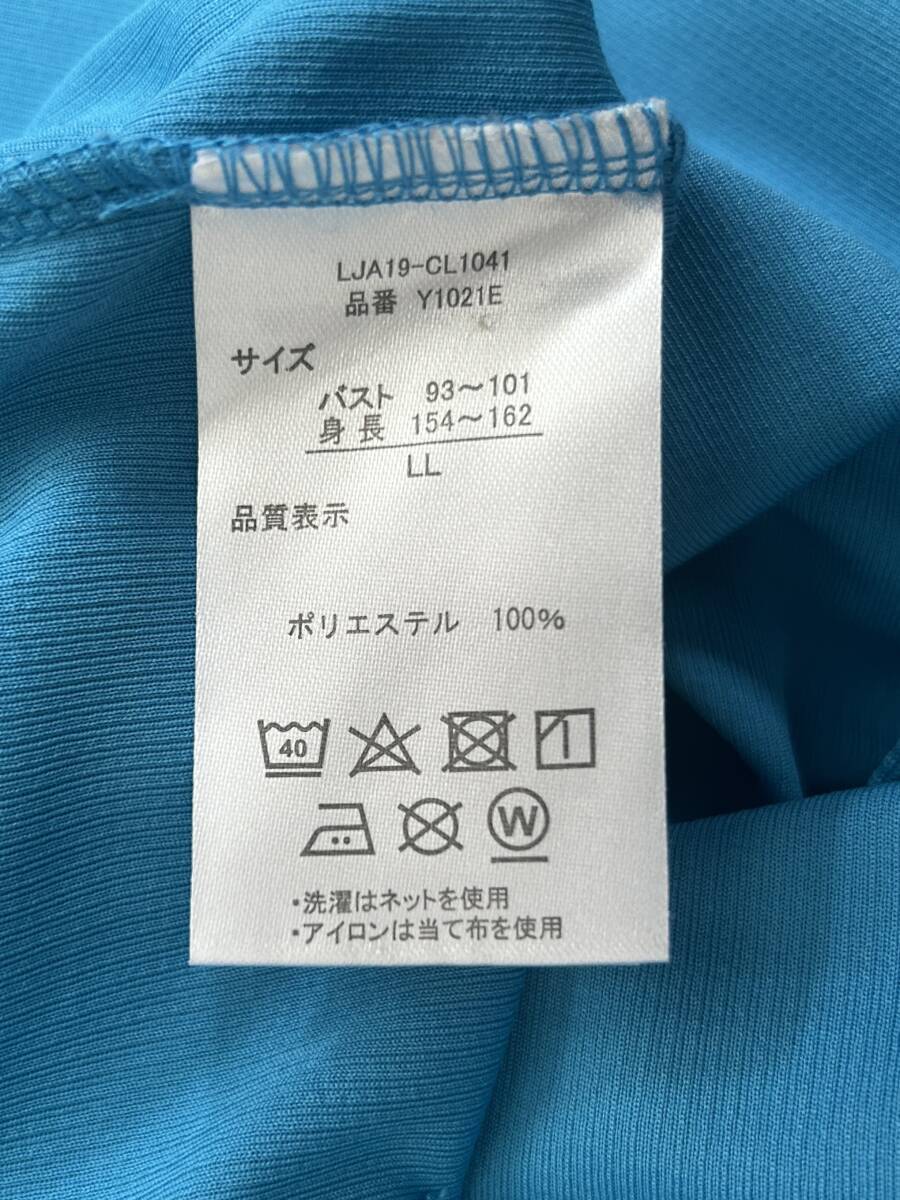 LJA19-CL1041
品番 Y1021E
サイズ
バスト 93～101
身長 154～162
LL
品質表示
ポリエステル 100%
40
W
・洗濯はネットを使用
・アイロンは当て布を使用